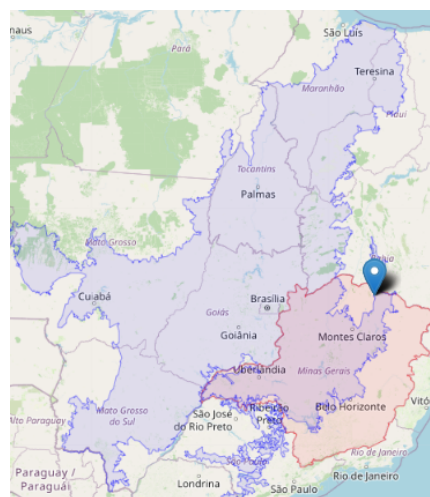 naus
São Luís
Pará
Teresina
Maranhão
Piauí
Tocantins
Palmas
Mato Grosso
Cuiabá
Brasília
Goiás
Goiânia
Montes Claros
Uberlândia
Minas Gerais
Mato Grosso
do Sul
São José
do Rio Preto
Ribeirão
Preto
Belo Horizonte
Vitó
Alto Paraguay
Rio de Janeiro
Paraguay /
Paraguái
Londrina
São Paulo
Rio de Janeiro